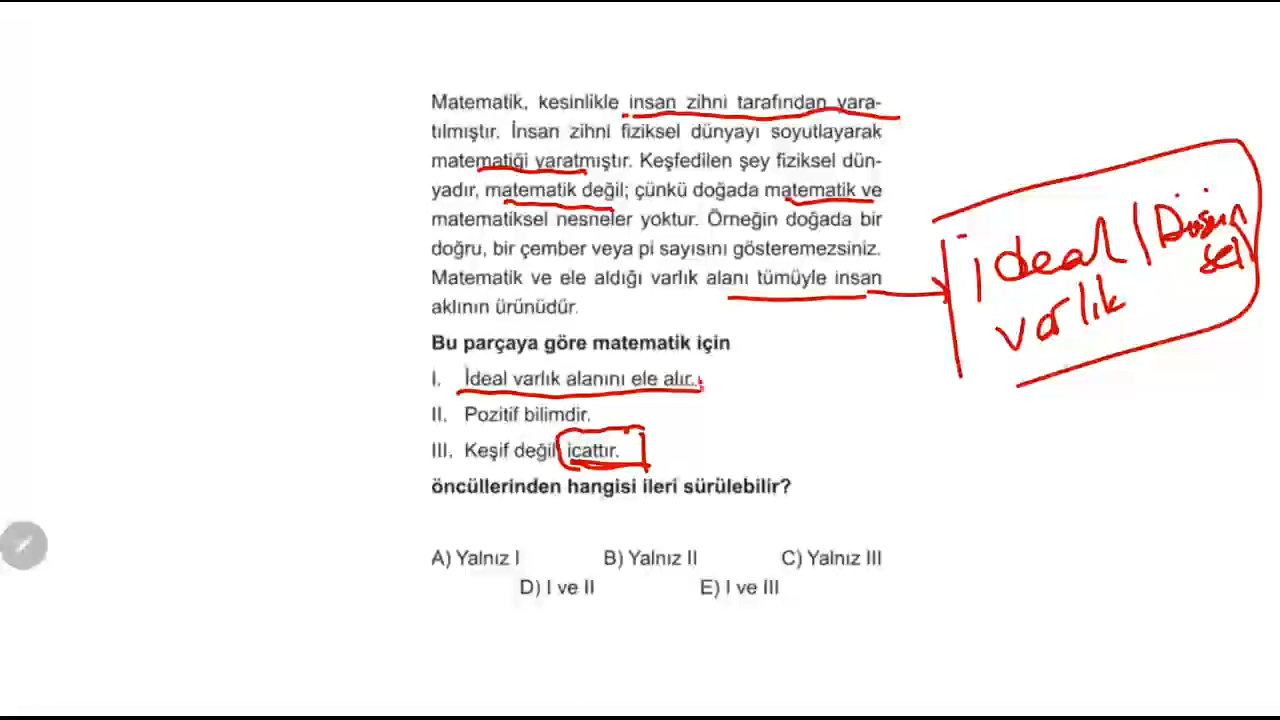 Matematik, kesinlikle insan zihni tarafından yara-
tılmıştır. İnsan zihni fiziksel dünyayı soyutlayarak
matematiği yaratmıştır. Keşfedilen şey fiziksel dün-
yadır, matematik değil; çünkü doğada matematik ve
matematiksel nesneler yoktur. Örneğin doğada bir
doğru, bir çember veya pi sayısını gösteremezsiniz.
Matematik ve ele aldığı varlık alanı tümüyle insan
aklının ürünüdür.
ideal / Düşün
sel
varlık
Bu parçaya göre matematik için
I. İdeal varlık alanını ele alır.
II. Pozitif bilimdir.
III. Keşif değil icattır.
öncüllerinden hangisi ileri sürülebilir?
A) Yalnız I B) Yalnız II C) Yalnız III
D) I ve II E) I ve III